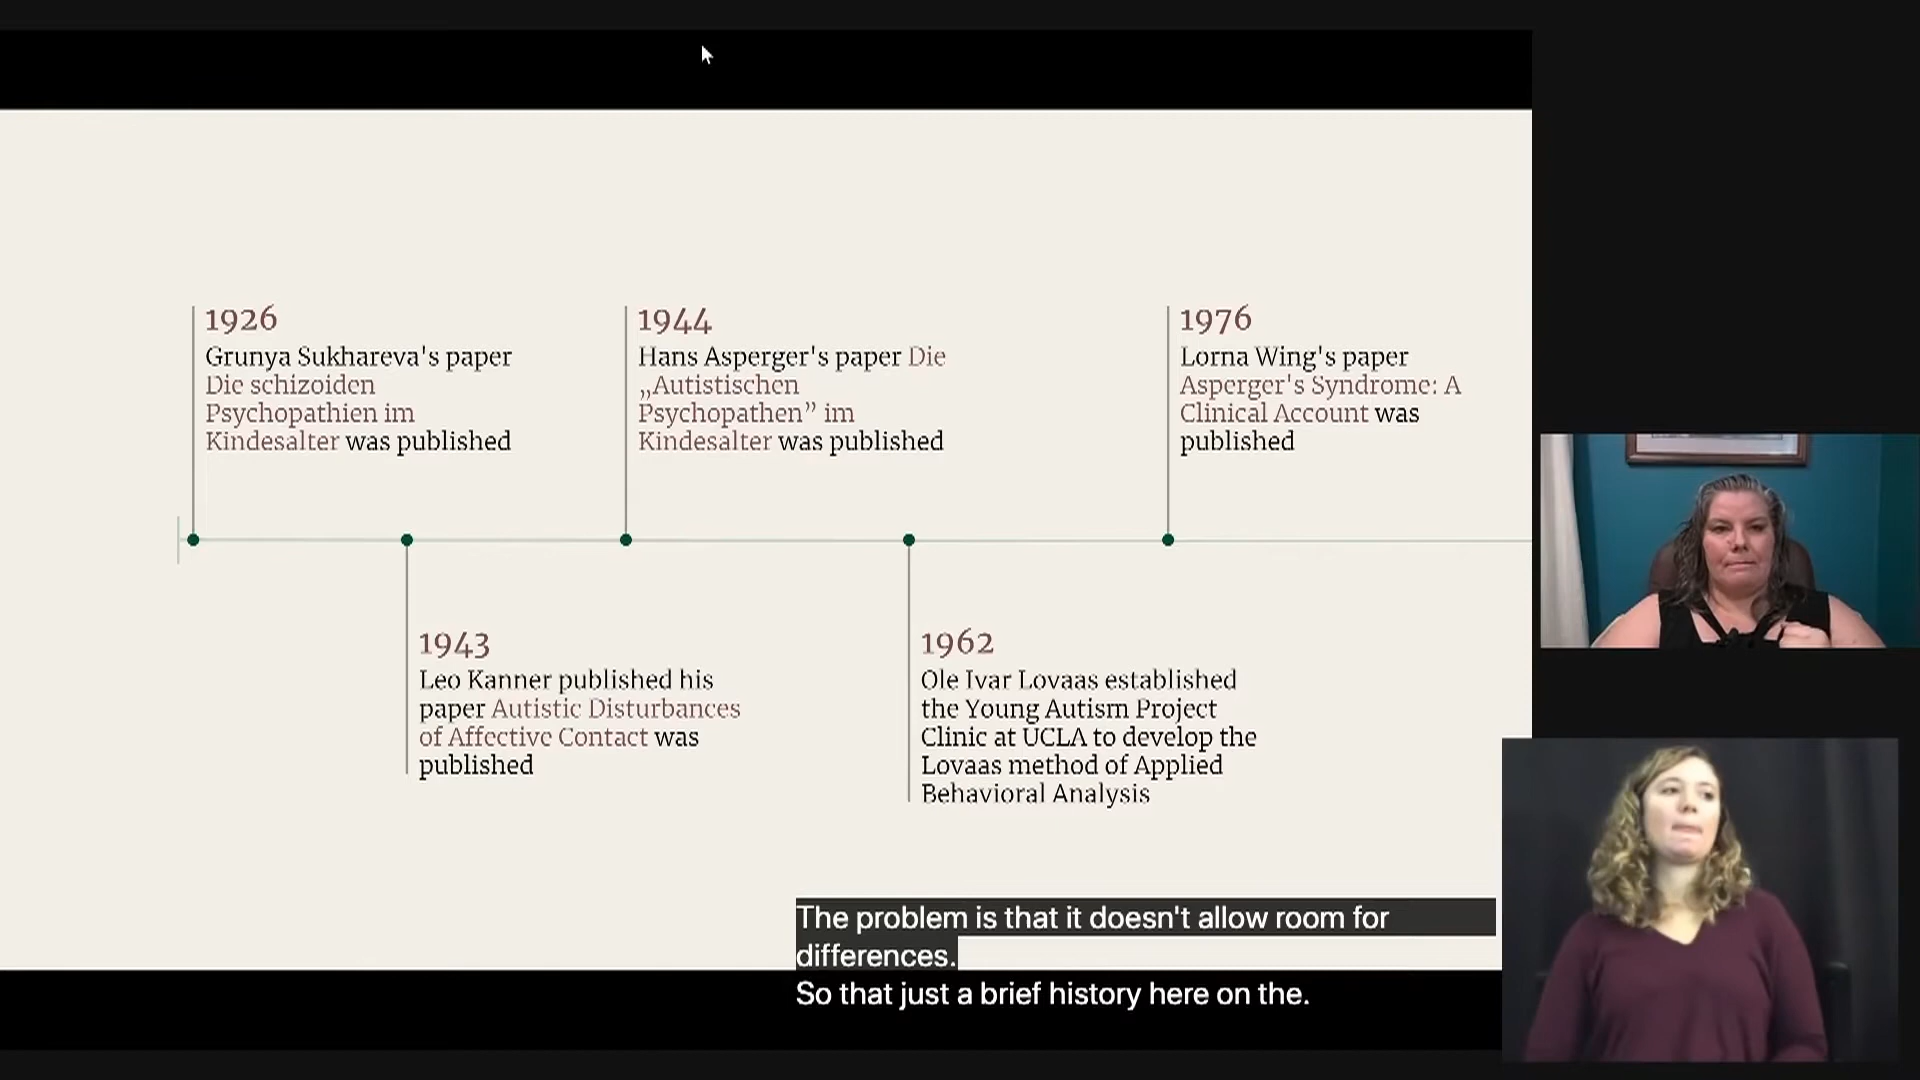 1926
Grunya Sukhareva's paper
Die schizoiden
Psychopathien im
Kindesalter was published
1944
Hans Asperger's paper Die
„Autistischen
Psychopathen” im
Kindesalter was published
1976
Lorna Wing's paper
Asperger's Syndrome: A
Clinical Account was
published
1943
Leo Kanner published his
paper Autistic Disturbances
of Affective Contact was
published
1962
Ole Ivar Lovaas established
the Young Autism Project
Clinic at UCLA to develop the
Lovaas method of Applied
Behavioral Analysis
The problem is that it doesn't allow room for
differences.
So that just a brief history here on the.